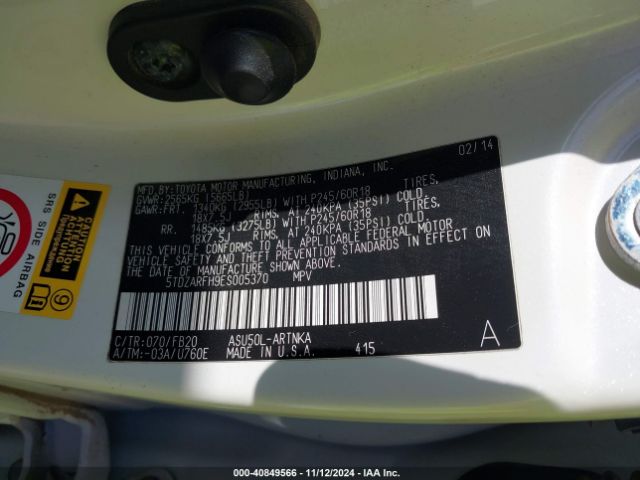 MFD. BY: TOYOTA MOTOR MANUFACTURING, INDIANA, INC. 02/14
GVWR: 2565KG (5665LB)
GAWR: FRT. 1340KG (2955LB) WITH P245/60R18 TIRES,
18X7.5J RIMS, AT 240KPA (35PSI) COLD
RR. 1485KG (3275LB) WITH P245/60R18 TIRES,
18X7.5J RIMS, AT 240KPA (35PSI) COLD.
THIS VEHICLE CONFORMS TO ALL APPLICABLE FEDERAL MOTOR
VEHICLE SAFETY AND THEFT PREVENTION STANDARDS IN EFFECT ON
THE DATE OF MANUFACTURE SHOWN ABOVE.
5TDZARFH9ES005370 MPV
C/TR: 070/FB20 ASU50L-ARTNKA A
A/TM: -03A/U760E MADE IN U.S.A. 415
SRS SIDE AIRBAG
CAUTION
ACHTUNG
ATTENTION
9
000-40849566 - 11/12/2024 - IAA Inc.